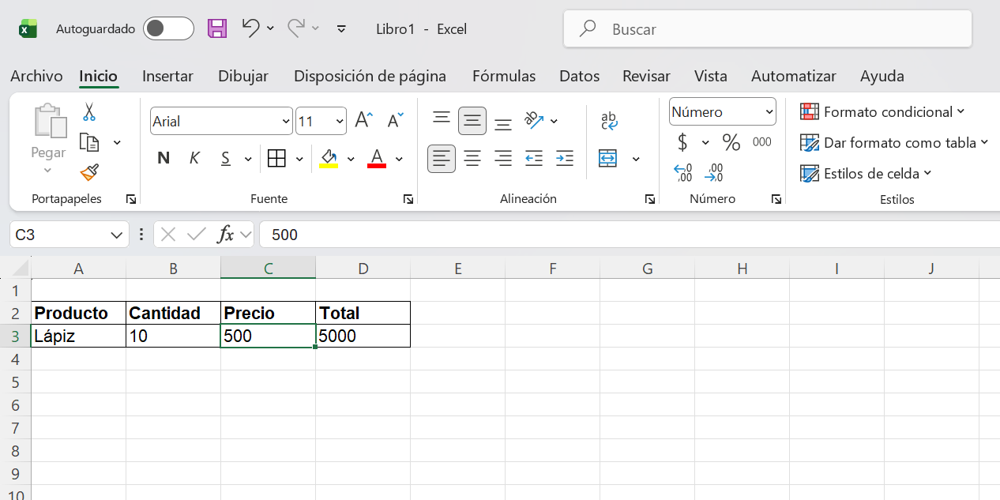 Autoguardado Libro1 - Excel Buscar
Archivo Inicio Insertar Dibujar Disposición de página Fórmulas Datos Revisar Vista Automatizar Ayuda
Pegar
Portapapeles
Arial 11
N K S A
Fuente
ab
c
Alineación
Número
$ % 000
,00
Número
Formato condicional
Dar formato como tabla
Estilos de celda
Estilos
C3 fx 500
A B C D E F G H I J
1
2 Producto Cantidad Precio Total
3 Lápiz 10 500 5000
4
5
6
7
8
9
10